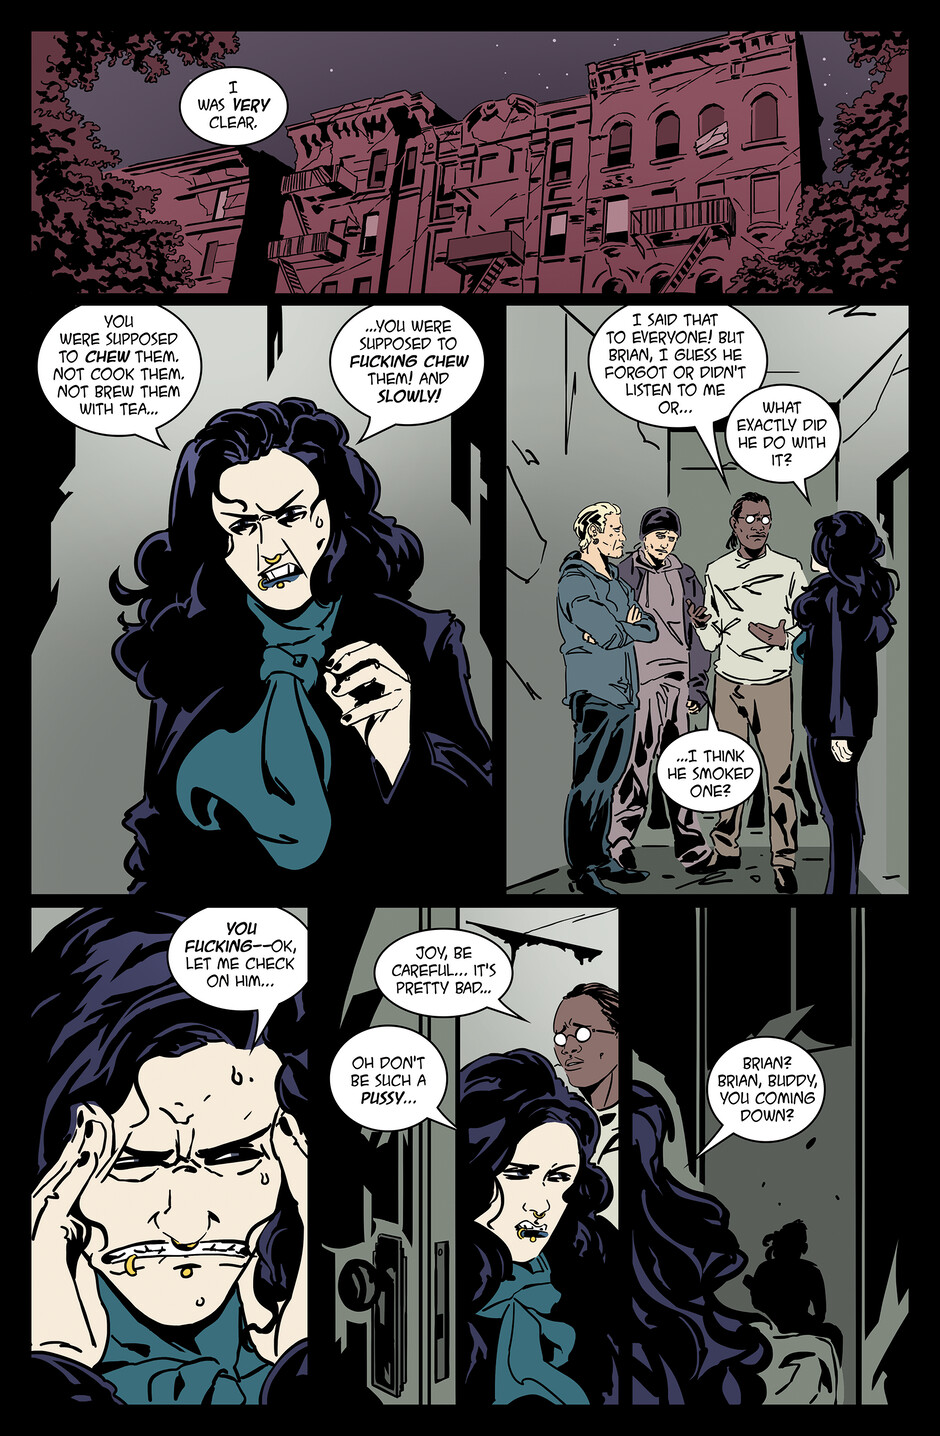 I
WAS VERY
CLEAR.
YOU
WERE SUPPOSED
TO CHEW THEM.
NOT COOK THEM.
NOT BREW THEM
WITH TEA...
...YOU WERE
SUPPOSED TO
FUCKING CHEW
THEM! AND
SLOWLY!
I SAID THAT
TO EVERYONE! BUT
BRIAN, I GUESS HE
FORGOT OR DIDN'T
LISTEN TO ME
OR...
WHAT
EXACTLY DID
HE DO WITH
IT?
...I THINK
HE SMOKED
ONE?
YOU
FUCKING--OK,
LET ME CHECK
ON HIM...
JOY, BE
CAREFUL... IT'S
PRETTY BAD...
OH DON'T
BE SUCH A
PUSSY...
BRIAN?
BRIAN, BUDDY,
YOU COMING
DOWN?